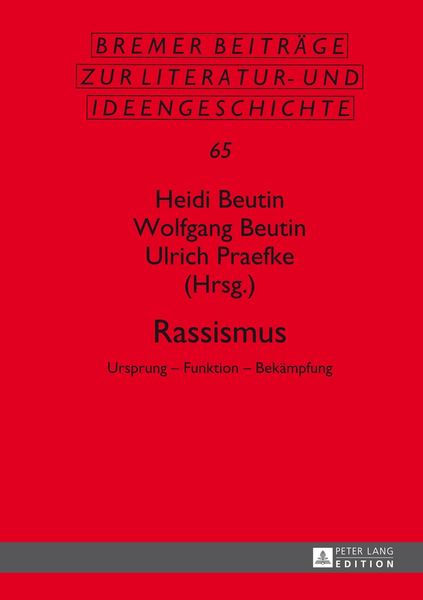 BREMER BEITRÄGE
ZUR LITERATUR- UND
IDEENGESCHICHTE
65
Heidi Beutin
Wolfgang Beutin
Ulrich Praefke
(Hrsg.)
Rassismus
Ursprung – Funktion – Bekämpfung
PETER LANG
EDITION